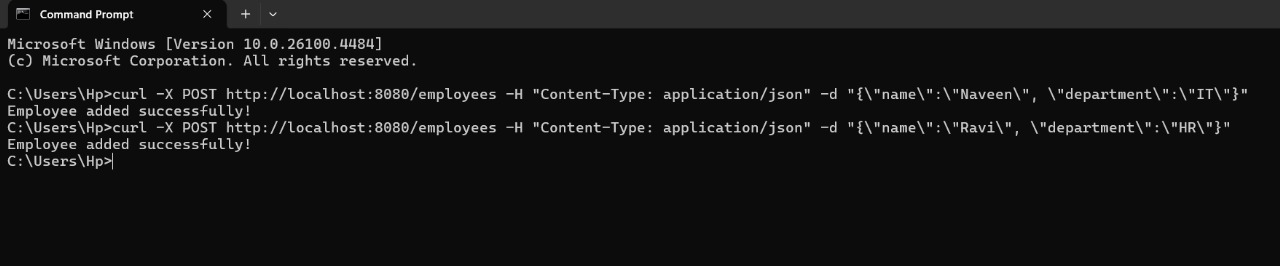 Command Prompt
Microsoft Windows [Version 10.0.26100.4484]
(c) Microsoft Corporation. All rights reserved.
C:\Users\Hp>curl -X POST http://localhost:8080/employees -H "Content-Type: application/json" -d "{\"name\":\"Naveen\", \"department\":\"IT\"}"
Employee added successfully!
C:\Users\Hp>curl -X POST http://localhost:8080/employees -H "Content-Type: application/json" -d "{\"name\":\"Ravi\", \"department\":\"HR\"}"
Employee added successfully!
C:\Users\Hp>